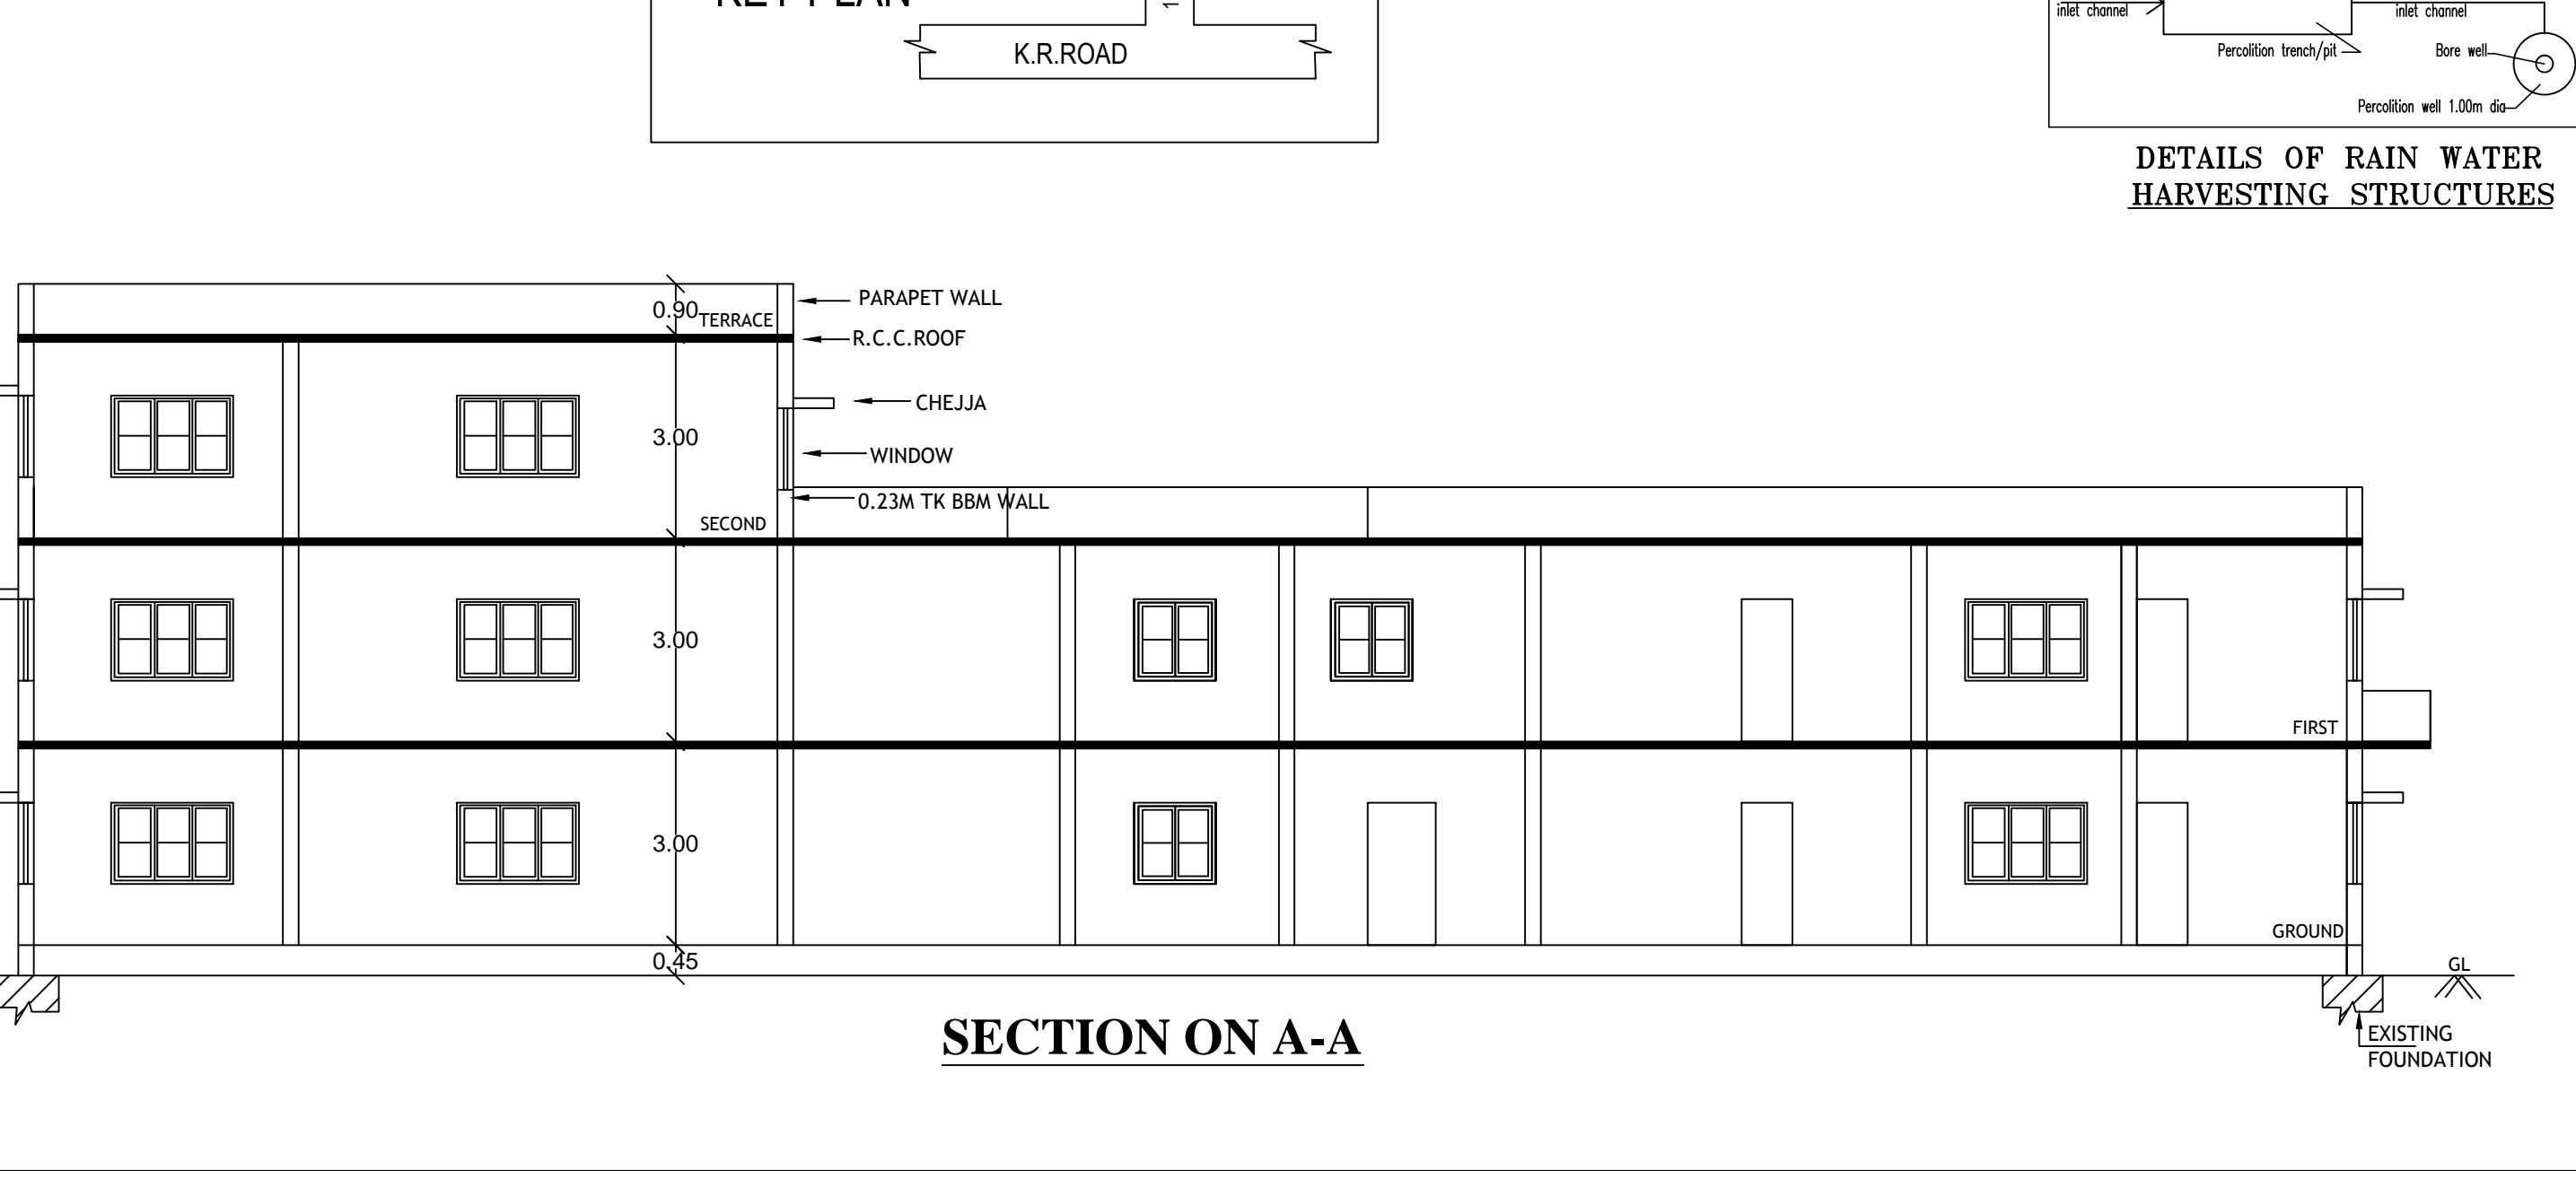 KEY PLAN
K.R.ROAD
inlet channel
inlet channel
Percolition trench/pit
Bore well
Percolition well 1.00m dia
DETAILS OF RAIN WATER
HARVESTING STRUCTURES
0.90
TERRACE
PARAPET WALL
R.C.C.ROOF
CHEJJA
3.00
WINDOW
0.23M TK BBM WALL
SECOND
3.00
FIRST
3.00
GROUND
0.45
GL
SECTION ON A-A
EXISTING
FOUNDATION